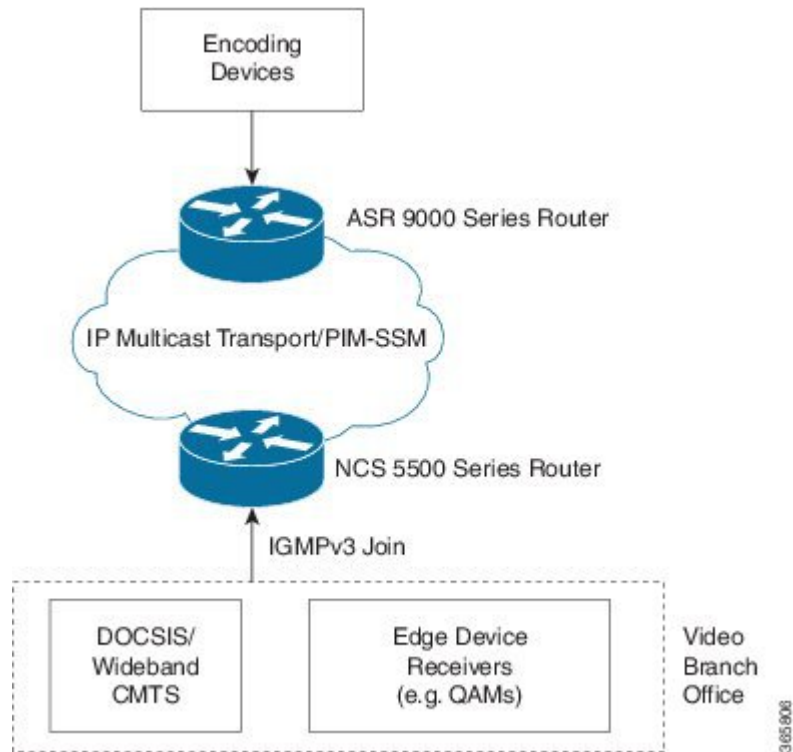 Encoding
Devices
ASR 9000 Series Router
IP Multicast Transport/PIM-SSM
NCS 5500 Series Router
IGMPv3 Join
DOCSIS/
Wideband
CMTS
Edge Device
Receivers
(e.g. QAMs)
Video
Branch
Office
365806